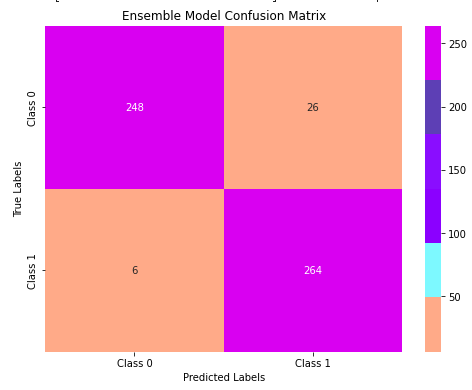 Ensemble Model Confusion Matrix
Class 0
Class 1
True Labels
248
26
6
264
Class 0
Class 1
Predicted Labels
250
200
150
100
50